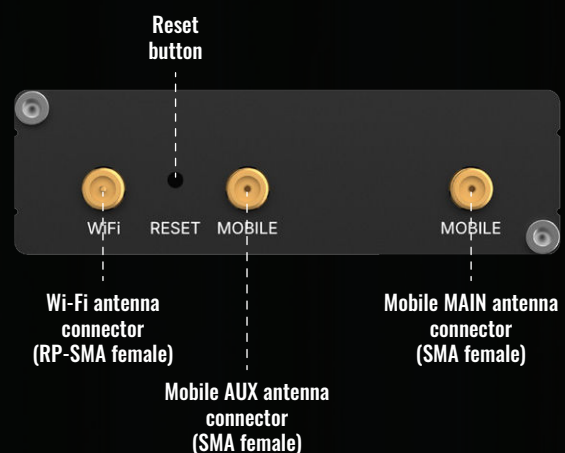 Reset
button
WiFi
RESET
MOBILE
MOBILE
Wi-Fi antenna
connector
(RP-SMA female)
Mobile MAIN antenna
connector
(SMA female)
Mobile AUX antenna
connector
(SMA female)